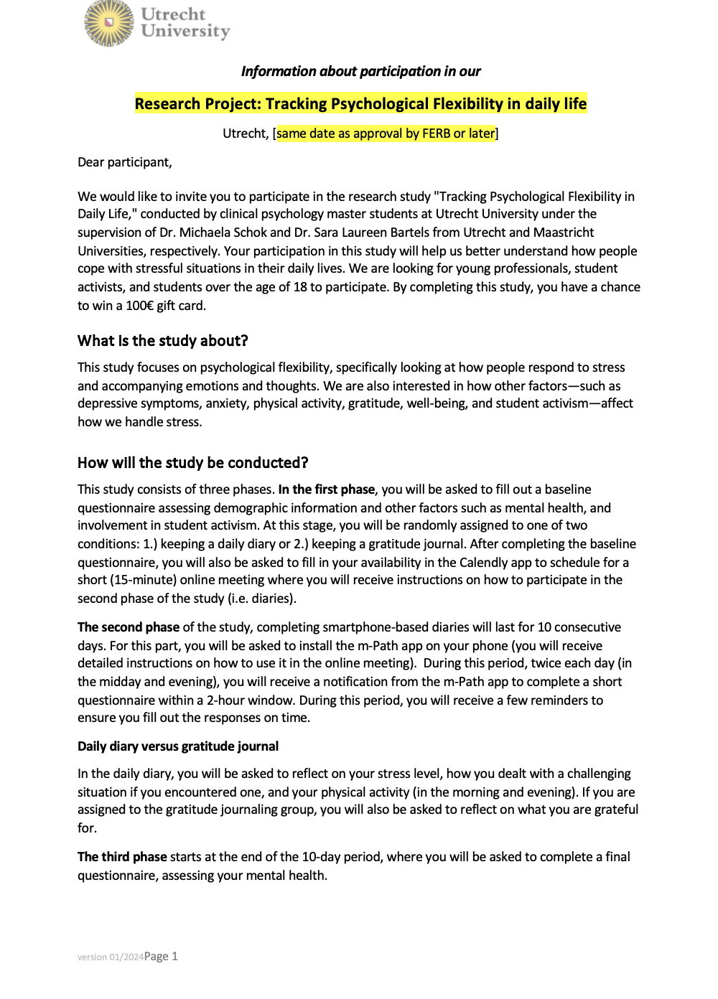 Utrecht
University
Information about participation in our
Research Project: Tracking Psychological Flexibility in daily life
Utrecht, [same date as approval by FERB or later]
Dear participant,
We would like to invite you to participate in the research study "Tracking Psychological Flexibility in
Daily Life," conducted by clinical psychology master students at Utrecht University under the
supervision of Dr. Michaela Schok and Dr. Sara Laureen Bartels from Utrecht and Maastricht
Universities, respectively. Your participation in this study will help us better understand how people
cope with stressful situations in their daily lives. We are looking for young professionals, student
activists, and students over the age of 18 to participate. By completing this study, you have a chance
to win a 100€ gift card.
What is the study about?
This study focuses on psychological flexibility, specifically looking at how people respond to stress
and accompanying emotions and thoughts. We are also interested in how other factors—such as
depressive symptoms, anxiety, physical activity, gratitude, well-being, and student activism—affect
how we handle stress.
How will the study be conducted?
This study consists of three phases. In the first phase, you will be asked to fill out a baseline
questionnaire assessing demographic information and other factors such as mental health, and
involvement in student activism. At this stage, you will be randomly assigned to one of two
conditions: 1.) keeping a daily diary or 2.) keeping a gratitude journal. After completing the baseline
questionnaire, you will also be asked to fill in your availability in the Calendly app to schedule for a
short (15-minute) online meeting where you will receive instructions on how to participate in the
second phase of the study (i.e. diaries).
The second phase of the study, completing smartphone-based diaries will last for 10 consecutive
days. For this part, you will be asked to install the m-Path app on your phone (you will receive
detailed instructions on how to use it in the online meeting).  During this period, twice each day (in
the midday and evening), you will receive a notification from the m-Path app to complete a short
questionnaire within a 2-hour window. During this period, you will receive a few reminders to
ensure you fill out the responses on time.
Daily diary versus gratitude journal
In the daily diary, you will be asked to reflect on your stress level, how you dealt with a challenging
situation if you encountered one, and your physical activity (in the morning and evening). If you are
assigned to the gratitude journaling group, you will also be asked to reflect on what you are grateful
for.
The third phase starts at the end of the 10-day period, where you will be asked to complete a final
questionnaire, assessing your mental health.
version 01/2024Page 1